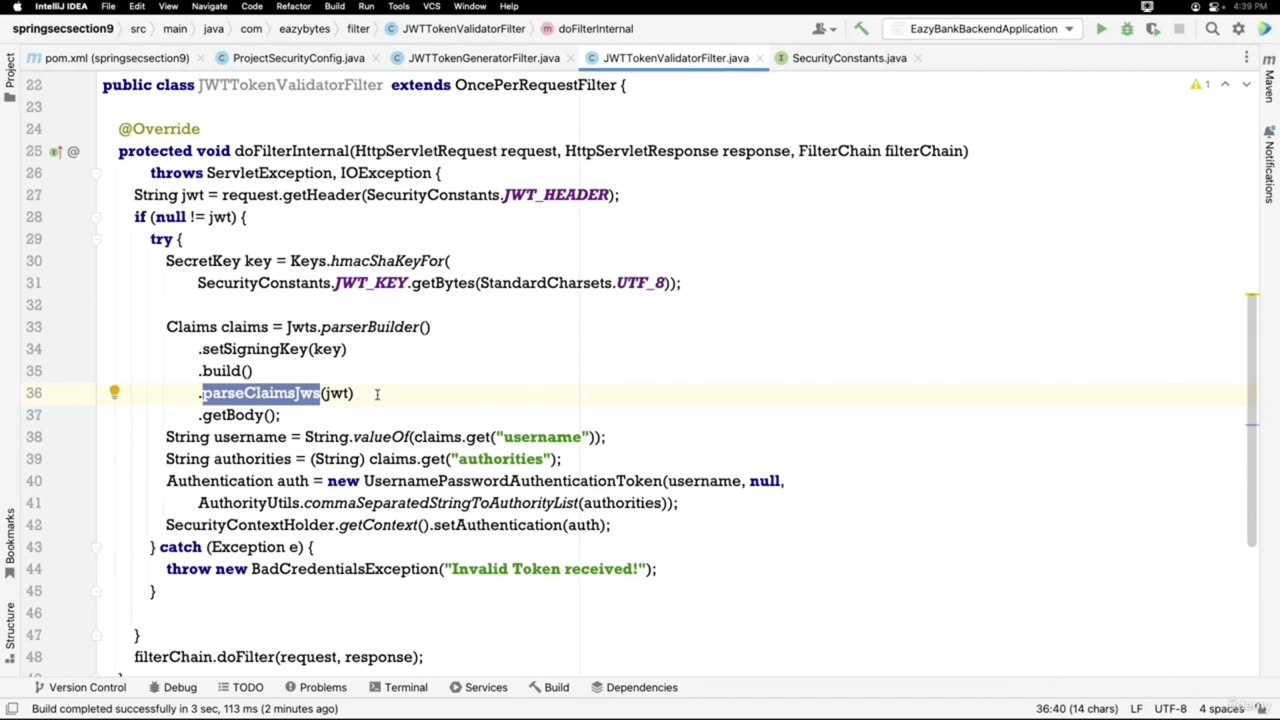 IntelliJ IDEA File Edit View Navigate Code Refactor Build Run Tools VCS Window Help 4:39 PM
springsecsection9 src main java com eazybytes filter JWTTokenValidatorFilter m doFilterInternal EazyBankBackendApplication
m pom.xml (springsecsection9) C ProjectSecurityConfig.java C JWTTokenGeneratorFilter.java C JWTTokenValidatorFilter.java I SecurityConstants.java
Project
Bookmarks
Structure
m Maven
Notifications
1
22 public class JWTTokenValidatorFilter extends OncePerRequestFilter {
23
24 @Override
25 @ protected void doFilterInternal(HttpServletRequest request, HttpServletResponse response, FilterChain filterChain)
26 throws ServletException, IOException {
27 String jwt = request.getHeader(SecurityConstants.JWT_HEADER);
28 if (null != jwt) {
29 try {
30 SecretKey key = Keys.hmacShaKeyFor(
31 SecurityConstants.JWT_KEY.getBytes(StandardCharsets.UTF_8));
32
33 Claims claims = Jwts.parserBuilder()
34 .setSigningKey(key)
35 .build()
36 .parseClaimsJws(jwt)
37 .getBody();
38 String username = String.valueOf(claims.get("username"));
39 String authorities = (String) claims.get("authorities");
40 Authentication auth = new UsernamePasswordAuthenticationToken(username, null,
41 AuthorityUtils.commaSeparatedStringToAuthorityList(authorities));
42 SecurityContextHolder.getContext().setAuthentication(auth);
43 } catch (Exception e) {
44 throw new BadCredentialsException("Invalid Token received!");
45 }
46
47 }
48 filterChain.doFilter(request, response);
Version Control Debug TODO Problems Terminal Services Build Dependencies
Build completed successfully in 3 sec, 113 ms (2 minutes ago) 36:40 (14 chars) LF UTF-8 4 spaces